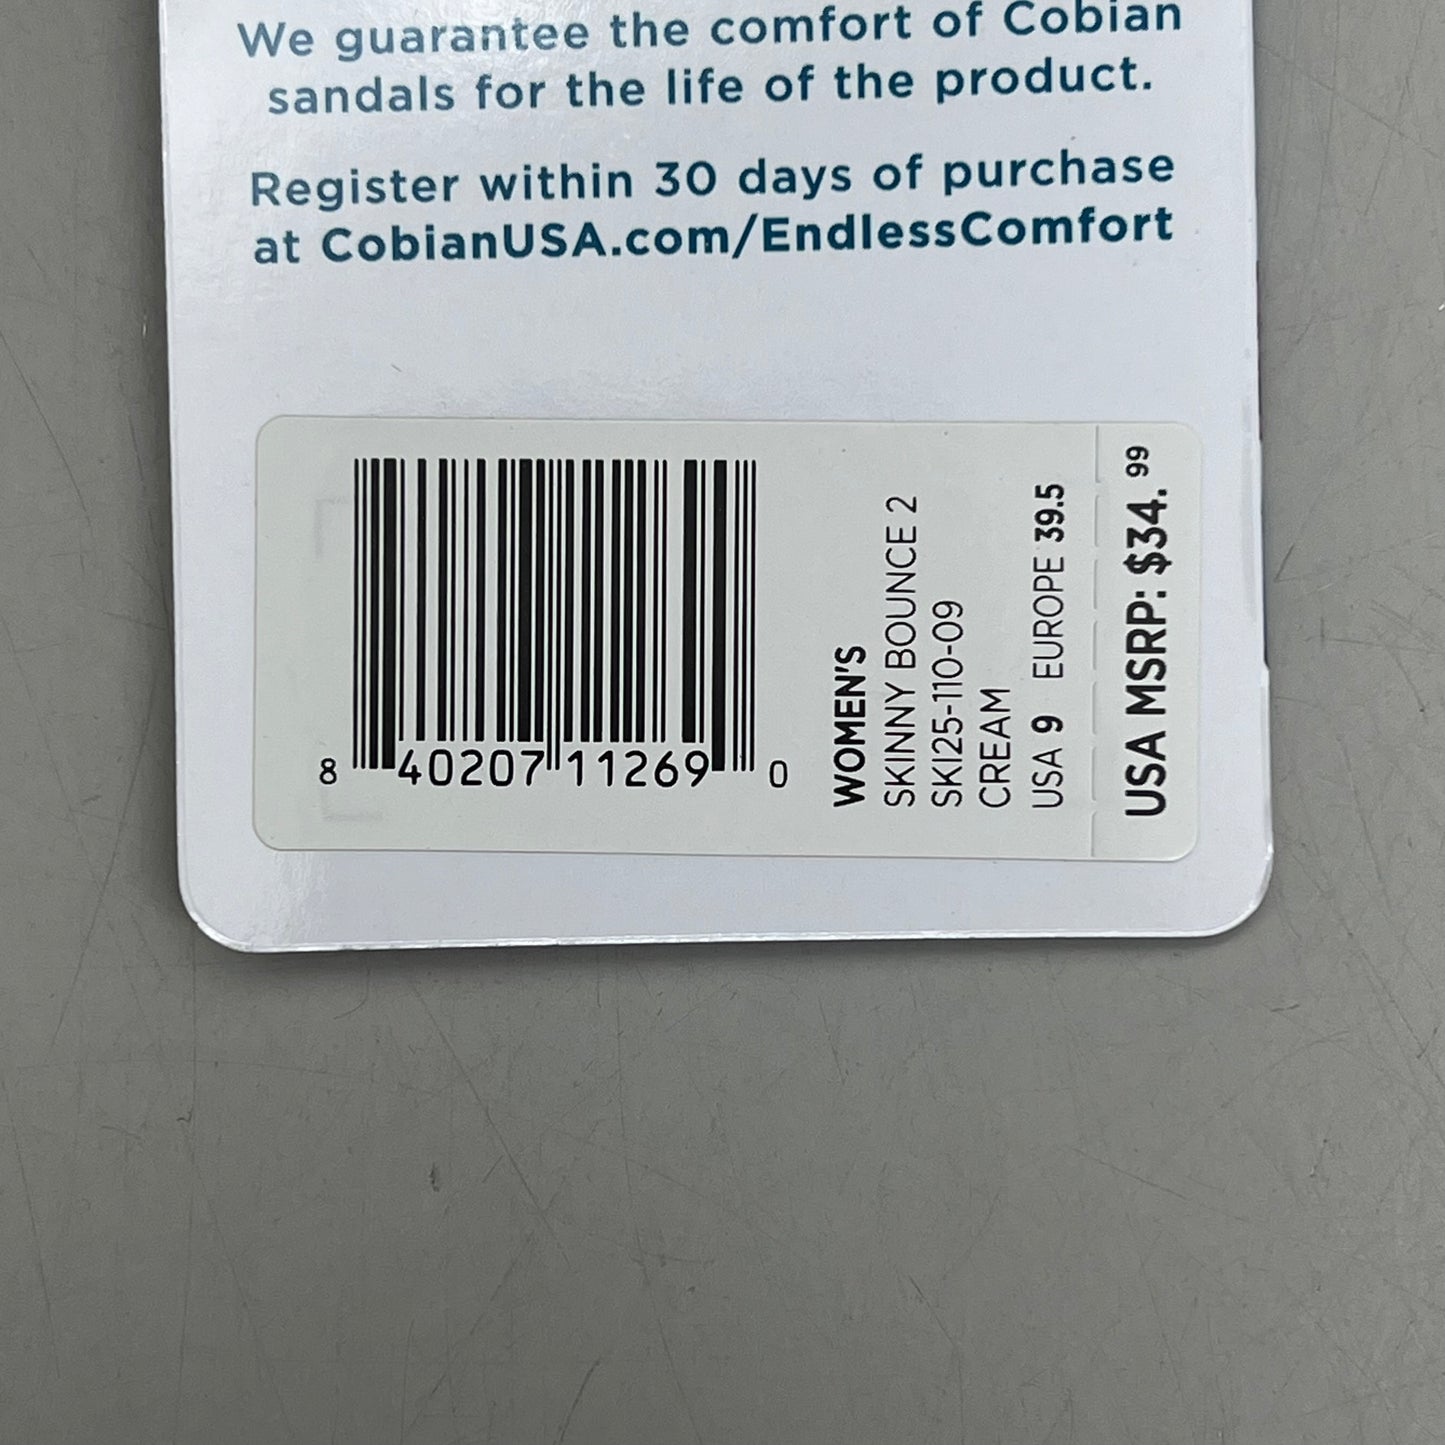 We guarantee the comfort of Cobian
sandals for the life of the product.
Register within 30 days of purchase
at CobianUSA.com/EndlessComfort
8 40207 11269 0
WOMEN'S
SKINNY BOUNCE 2
SKI25-110-09
CREAM
USA 9 EUROPE 39.5
USA MSRP: $34.99